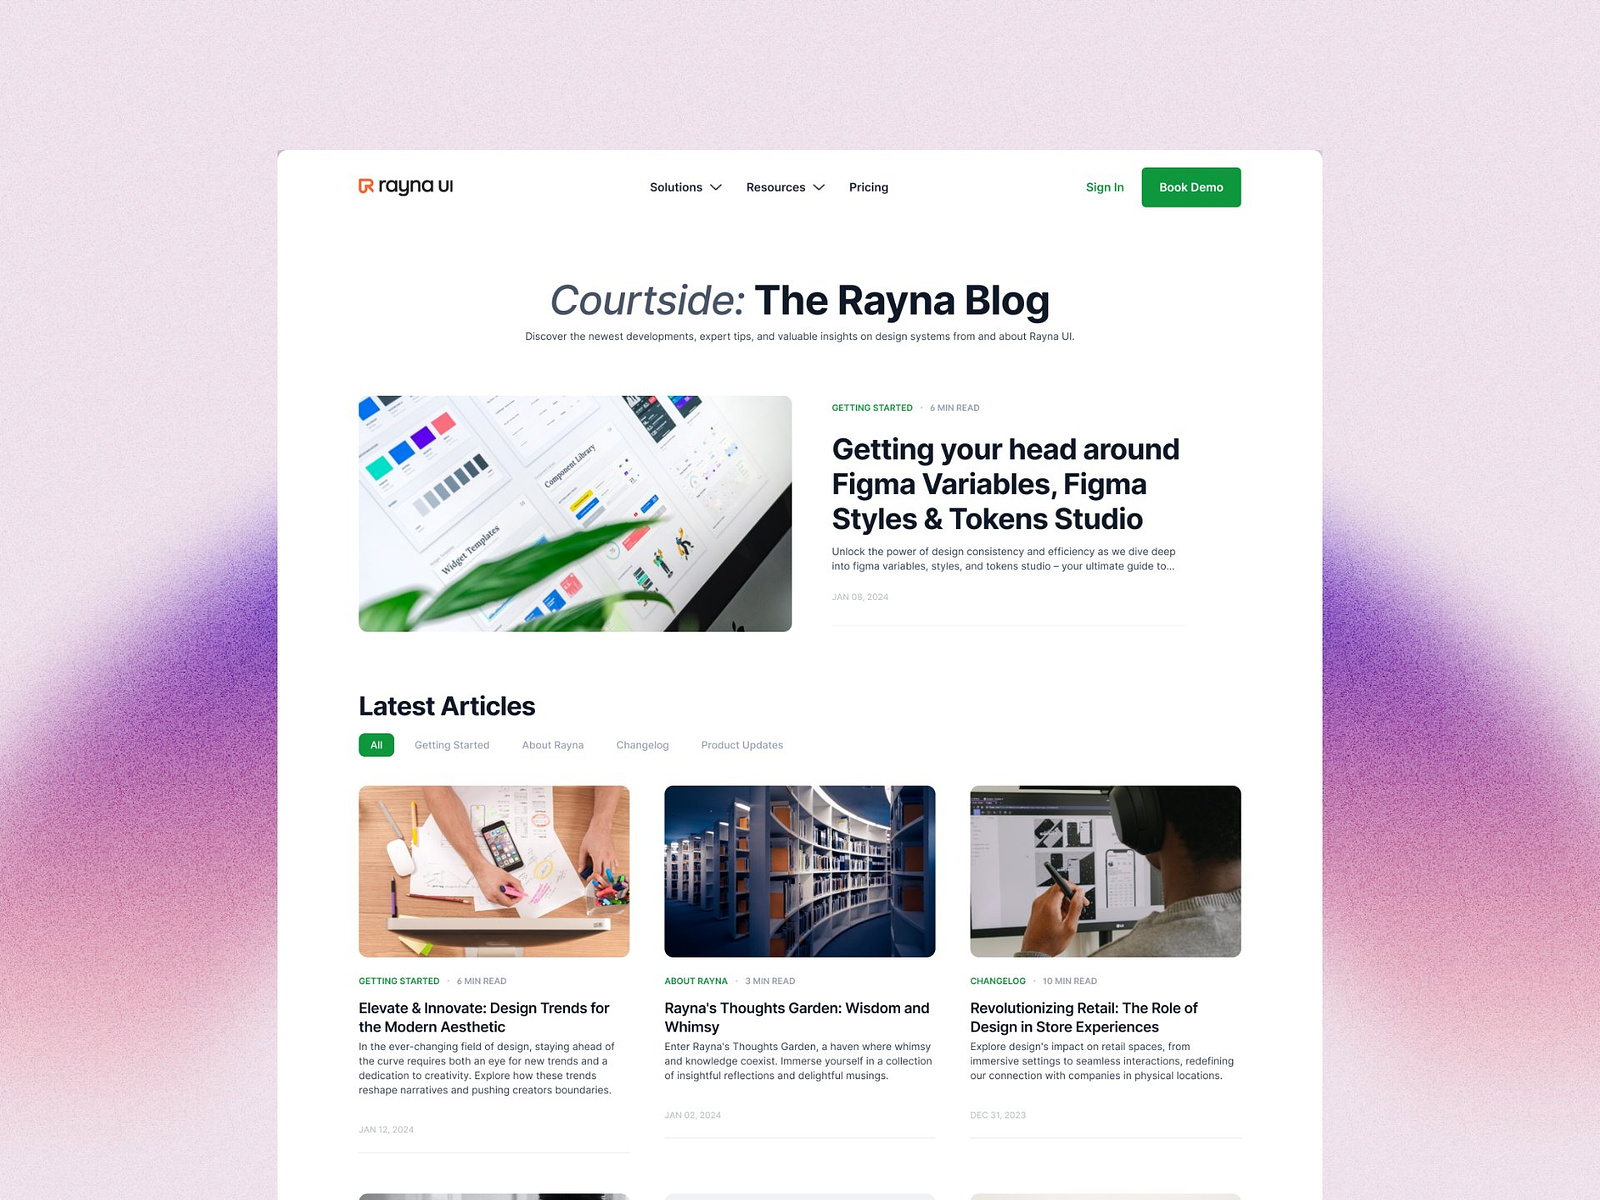 rayna UI
Solutions
Resources
Pricing
Sign In
Book Demo
Courtside: The Rayna Blog
Discover the newest developments, expert tips, and valuable insights on design systems from and about Rayna UI.
Component Library
Widget Templates
GETTING STARTED · 6 MIN READ
Getting your head around
Figma Variables, Figma
Styles & Tokens Studio
Unlock the power of design consistency and efficiency as we dive deep
into figma variables, styles, and tokens studio – your ultimate guide to...
JAN 08, 2024
Latest Articles
All
Getting Started
About Rayna
Changelog
Product Updates
GETTING STARTED · 6 MIN READ
Elevate & Innovate: Design Trends for
the Modern Aesthetic
In the ever-changing field of design, staying ahead of
the curve requires both an eye for new trends and a
dedication to creativity. Explore how these trends
reshape narratives and pushing creators boundaries.
JAN 12, 2024
ABOUT RAYNA · 3 MIN READ
Rayna's Thoughts Garden: Wisdom and
Whimsy
Enter Rayna's Thoughts Garden, a haven where whimsy
and knowledge coexist. Immerse yourself in a collection
of insightful reflections and delightful musings.
JAN 02, 2024
CHANGELOG · 10 MIN READ
Revolutionizing Retail: The Role of
Design in Store Experiences
Explore design's impact on retail spaces, from
immersive settings to seamless interactions, redefining
our connection with companies in physical locations.
DEC 31, 2023